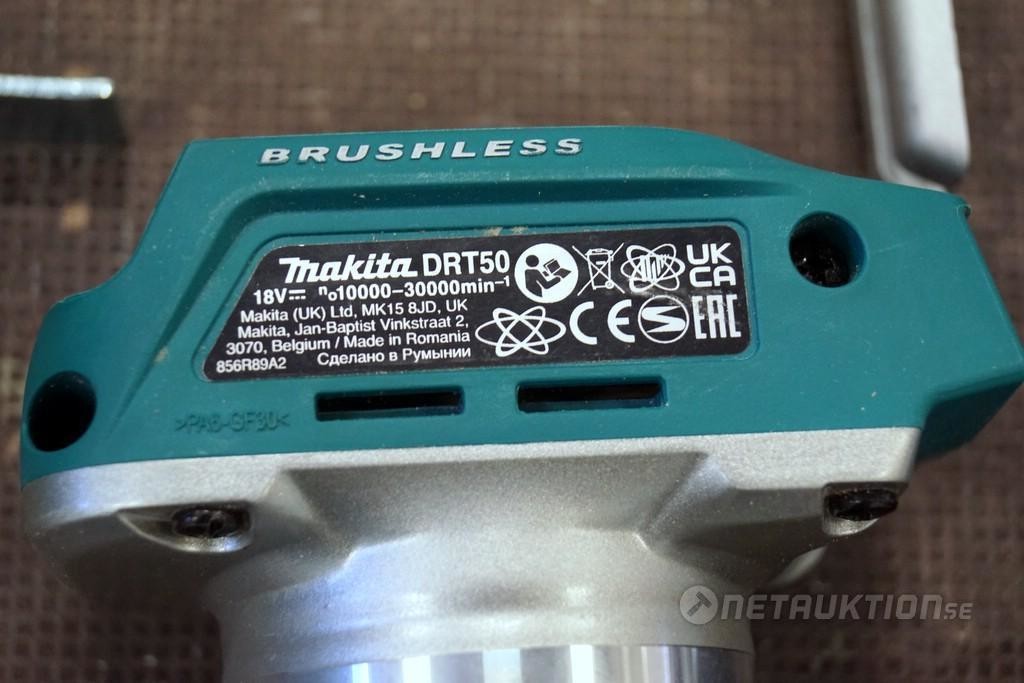 BRUSHLESS
makita DRT50
18V⎓ n₀10000–30000min⁻¹
Makita (UK) Ltd, MK15 8JD, UK
Makita, Jan-Baptist Vinkstraat 2,
3070, Belgium / Made in Romania
856R89A2 Сделано в Румынии
UK
CA
CE
EAC
>PA6-GF30<
NETAUKTION.SE